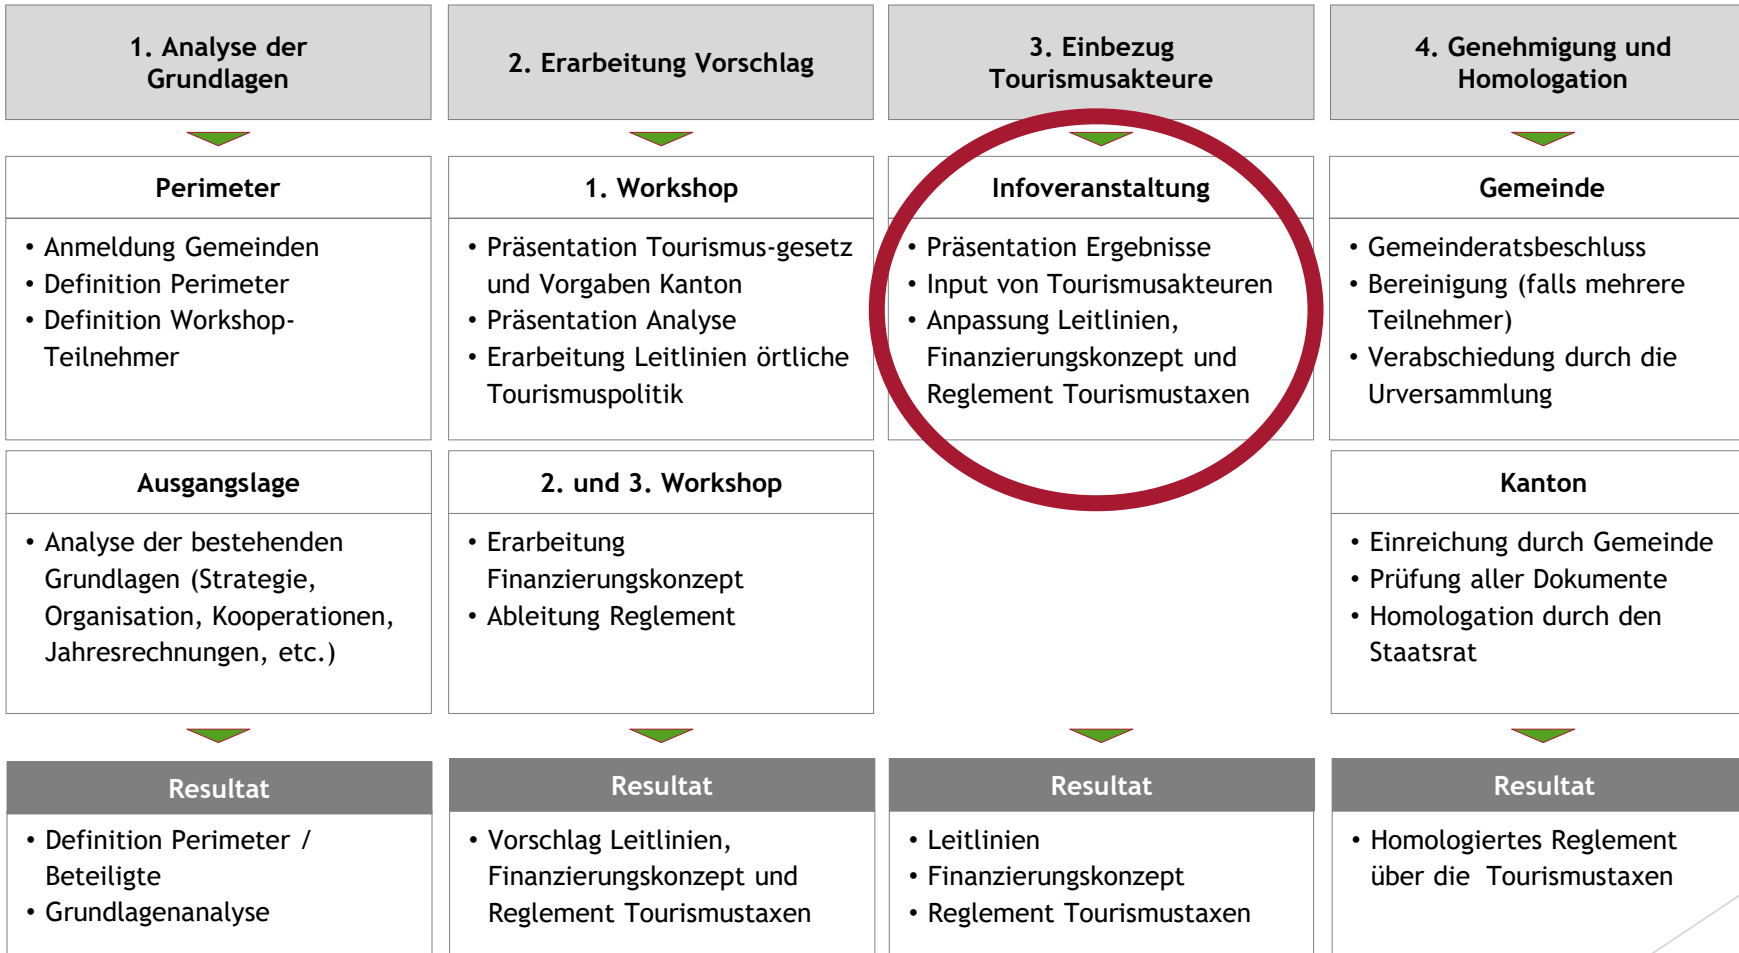 1. Analyse der
Grundlagen
Perimeter
• Anmeldung Gemeinden
• Definition Perimeter
• Definition Workshop-
Teilnehmer
Ausgangslage
• Analyse der bestehenden
Grundlagen (Strategie,
Organisation, Kooperationen,
Jahresrechnungen, etc.)
Resultat
• Definition Perimeter /
Beteiligte
• Grundlagenanalyse
2. Erarbeitung Vorschlag
1. Workshop
• Präsentation Tourismus-gesetz
und Vorgaben Kanton
• Präsentation Analyse
• Erarbeitung Leitlinien örtliche
Tourismuspolitik
2. und 3. Workshop
• Erarbeitung
Finanzierungskonzept
• Ableitung Reglement
Resultat
• Vorschlag Leitlinien,
Finanzierungskonzept und
Reglement Tourismustaxen
3. Einbezug
Tourismusakteure
Infoveranstaltung
• Präsentation Ergebnisse
• Input von Tourismusakteuren
• Anpassung Leitlinien,
Finanzierungskonzept und
Reglement Tourismustaxen
Resultat
• Leitlinien
• Finanzierungskonzept
• Reglement Tourismustaxen
4. Genehmigung und
Homologation
Gemeinde
• Gemeinderatsbeschluss
• Bereinigung (falls mehrere
Teilnehmer)
• Verabschiedung durch die
Urversammlung
Kanton
• Einreichung durch Gemeinde
• Prüfung aller Dokumente
• Homologation durch den
Staatsrat
Resultat
• Homologiertes Reglement
über die Tourismustaxen